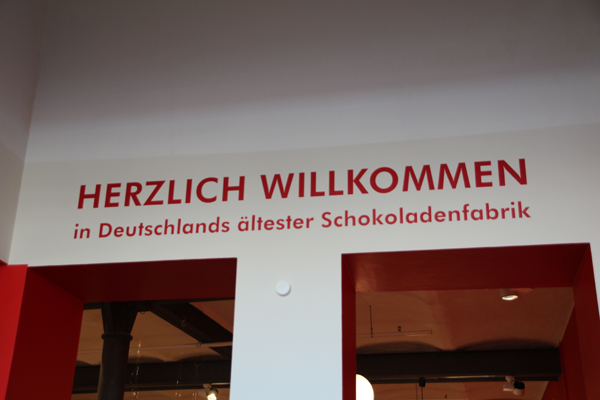 HERZLICH WILLKOMMEN
in Deutschlands ältester Schokoladenfabrik